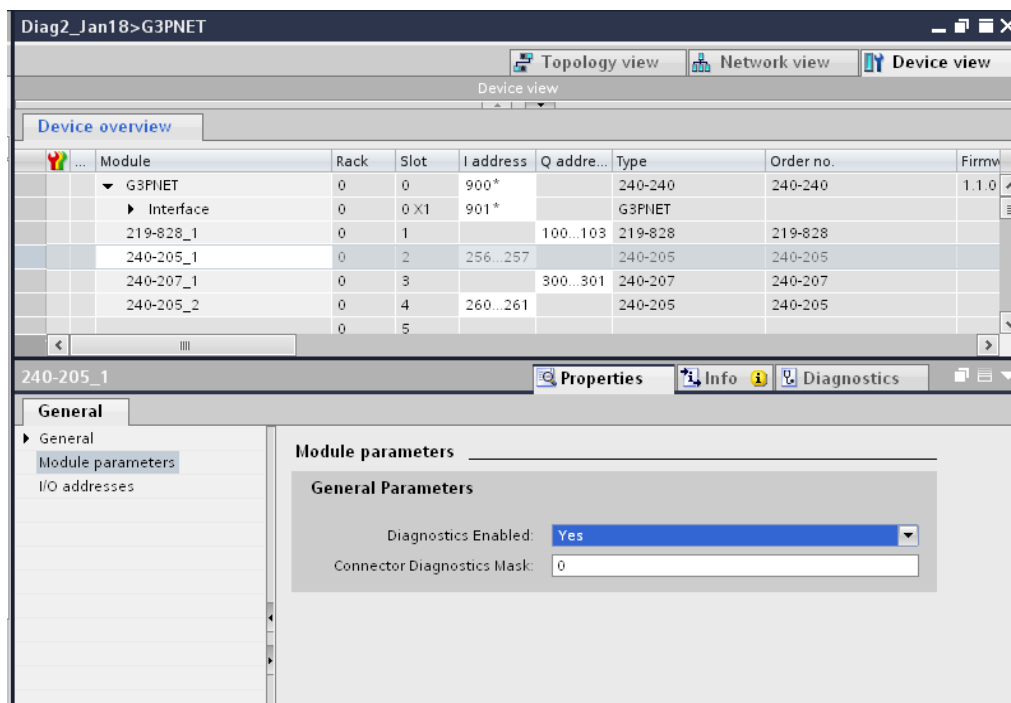 Diag2_Jan18>G3PNET
Topology view Network view Device view
Device view
Device overview
... Module Rack Slot I address Q addre... Type Order no. Firmw
G3PNET 0 0 900* 240-240 240-240 1.1.0
Interface 0 0 X1 901* G3PNET
219-828_1 0 1 100...103 219-828 219-828
240-205_1 0 2 256...257 240-205 240-205
240-207_1 0 3 300...301 240-207 240-207
240-205_2 0 4 260...261 240-205 240-205
0 5
240-205_1 Properties Info Diagnostics
General
General
Module parameters
I/O addresses
Module parameters
General Parameters
Diagnostics Enabled: Yes
Connector Diagnostics Mask: 0